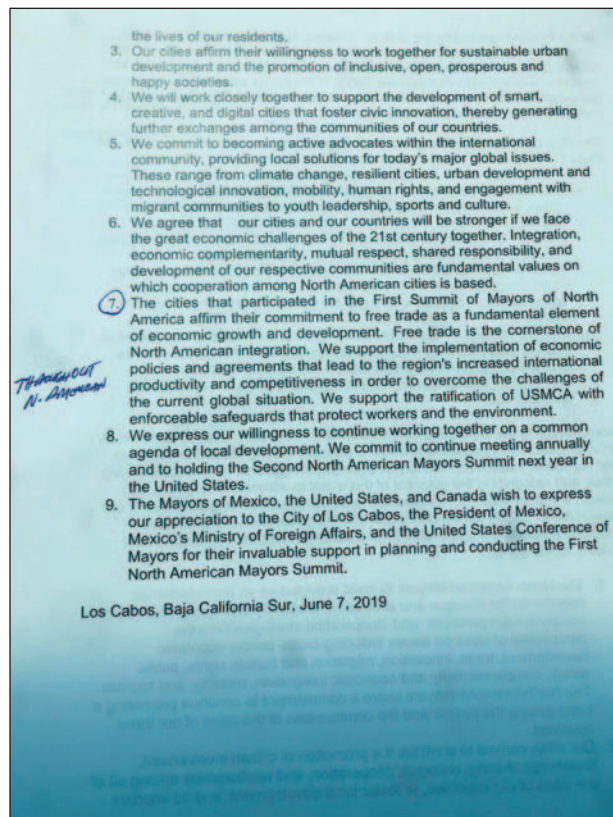 the lives of our residents.
3. Our cities affirm their willingness to work together for sustainable urban
development and the promotion of inclusive, open, prosperous and
happy societies.
4. We will work closely together to support the development of smart,
creative, and digital cities that foster civic innovation, thereby generating
further exchanges among the communities of our countries.
5. We commit to becoming active advocates within the international
community, providing local solutions for today's major global issues.
These range from climate change, resilient cities, urban development and
technological innovation, mobility, human rights, and engagement with
migrant communities to youth leadership, sports and culture.
6. We agree that our cities and our countries will be stronger if we face
the great economic challenges of the 21st century together. Integration,
economic complementarity, mutual respect, shared responsibility, and
development of our respective communities are fundamental values on
which cooperation among North American cities is based.
7. The cities that participated in the First Summit of Mayors of North
America affirm their commitment to free trade as a fundamental element
of economic growth and development. Free trade is the cornerstone of
North American integration. We support the implementation of economic
policies and agreements that lead to the region's increased international
productivity and competitiveness in order to overcome the challenges of
the current global situation. We support the ratification of USMCA with
enforceable safeguards that protect workers and the environment.
THROUGHOUT
N. AMERICAN
8. We express our willingness to continue working together on a common
agenda of local development. We commit to continue meeting annually
and to holding the Second North American Mayors Summit next year in
the United States.
9. The Mayors of Mexico, the United States, and Canada wish to express
our appreciation to the City of Los Cabos, the President of Mexico,
Mexico's Ministry of Foreign Affairs, and the United States Conference of
Mayors for their invaluable support in planning and conducting the First
North American Mayors Summit.
Los Cabos, Baja California Sur, June 7, 2019